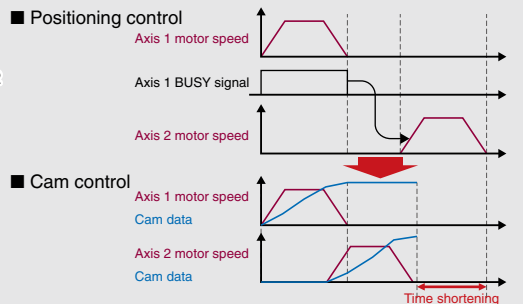 ■ Positioning control
Axis 1 motor speed
Axis 1 BUSY signal
Axis 2 motor speed
■ Cam control
Axis 1 motor speed
Cam data
Axis 2 motor speed
Cam data
Time shortening